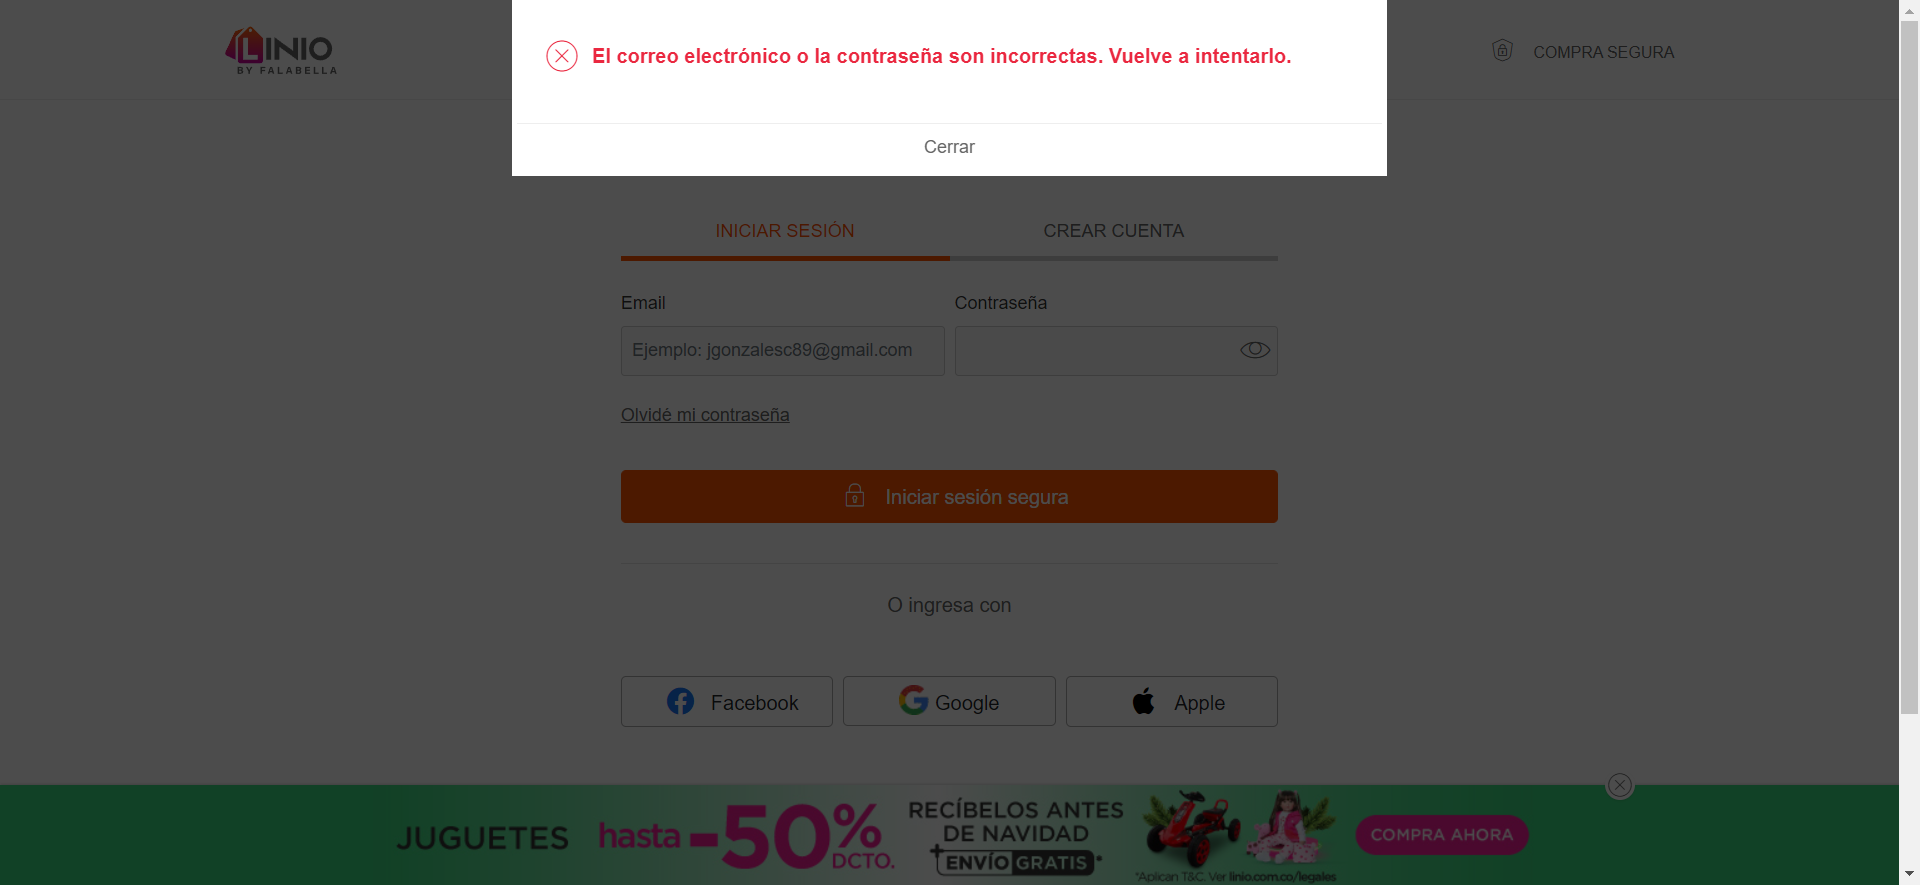 LINIO
BY FALABELLA
El correo electrónico o la contraseña son incorrectas. Vuelve a intentarlo.
COMPRA SEGURA
Cerrar
INICIAR SESIÓN
CREAR CUENTA
Email
Contraseña
Ejemplo: jgonzalesc89@gmail.com
Olvidé mi contraseña
Iniciar sesión segura
O ingresa con
Facebook
Google
Apple
JUGUETES
hasta -50% DCTO.
RECÍBELOS ANTES
DE NAVIDAD
+ENVÍO GRATIS*
*Aplican T&C. Ver linio.com.co/legales
COMPRA AHORA